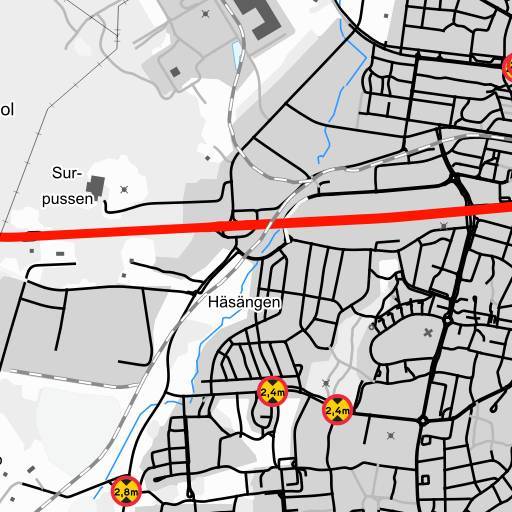 ol
Sur-
pussen
Häsängen
2,4m
2,4m
2,8m